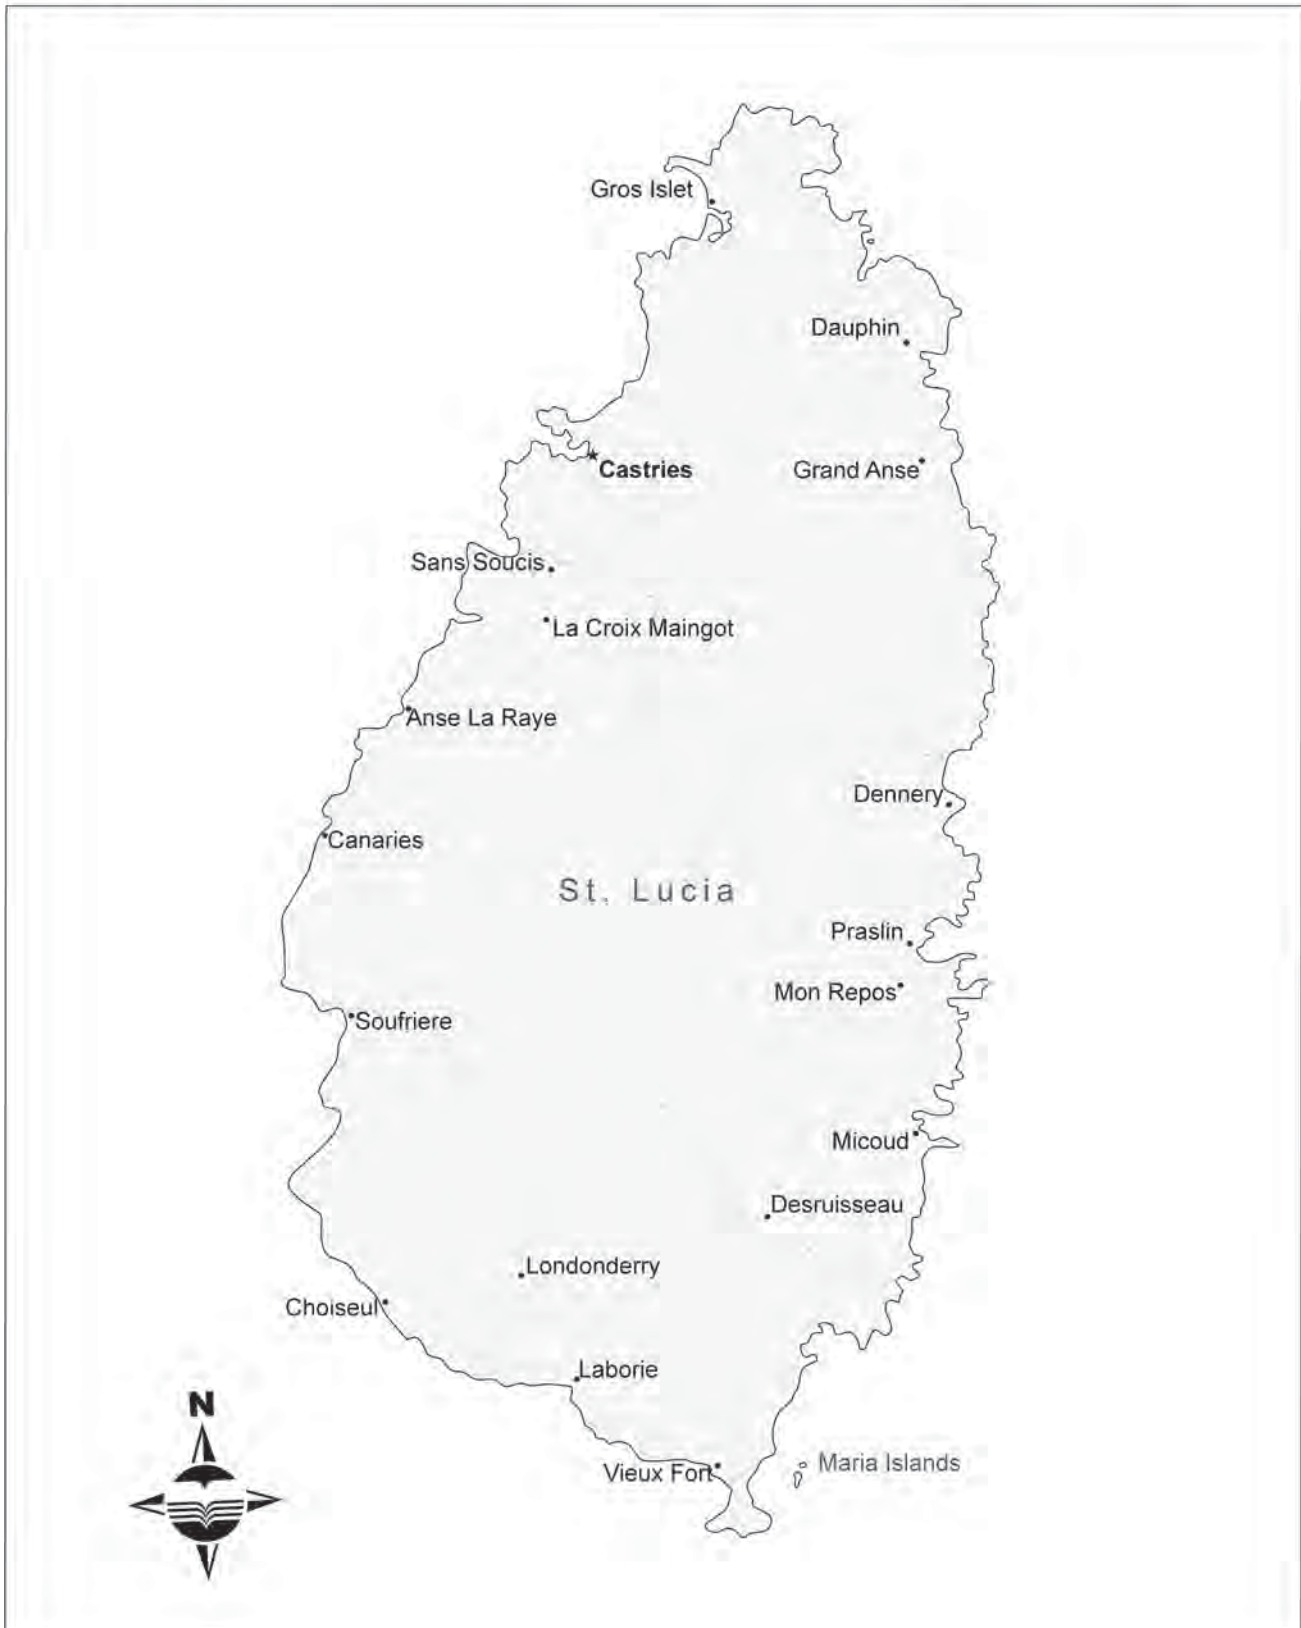 Gros Islet
Dauphin
Castries
Grand Anse
Sans Soucis
La Croix Maingot
Anse La Raye
Dennery
Canaries
St. Lucia
Praslin
Mon Repos
Soufriere
Micoud
Desruisseau
Londonderry
Choiseul
Laborie
N
Maria Islands
Vieux Fort